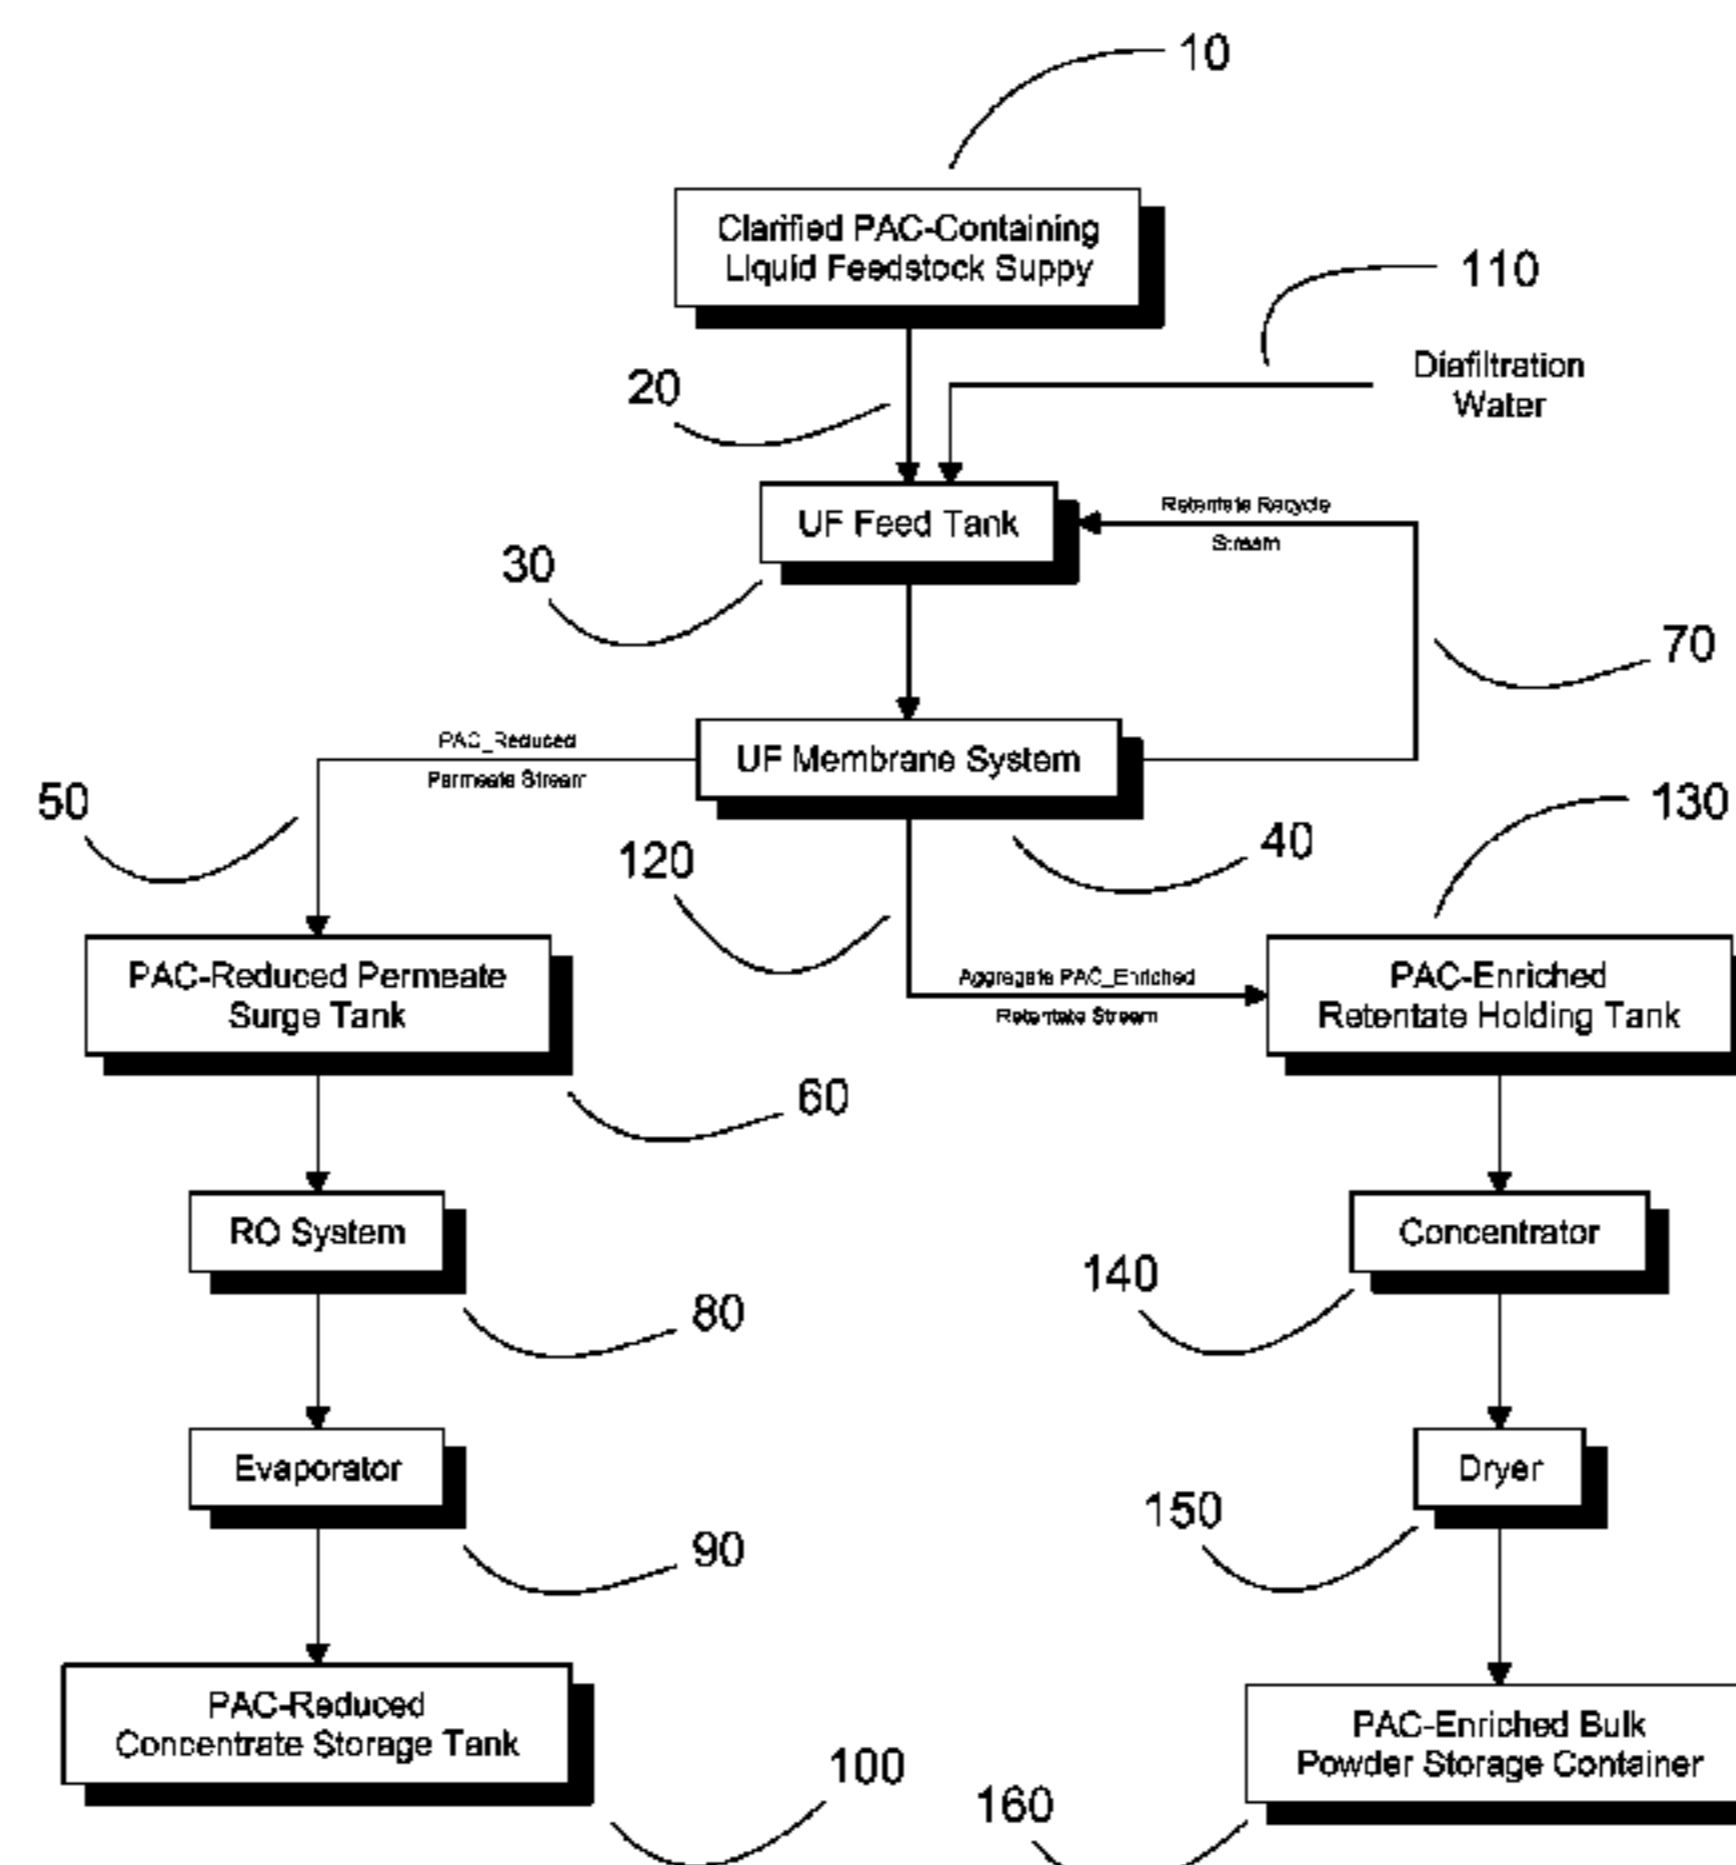 10
Clarified PAC-Containing
Liquid Feedstock Suppy
110
Diafiltration
Water
20
UF Feed Tank
Retentate Recycle
Stream
30
70
UF Membrane System
PAC_Reduced
Permeate Stream
50
40
130
120
PAC-Reduced Permeate
Surge Tank
Aggregate PAC_Enriched
Retentate Stream
PAC-Enriched
Retentate Holding Tank
60
RO System
Concentrator
140
80
Evaporator
Dryer
150
90
PAC-Reduced
Concentrate Storage Tank
PAC-Enriched Bulk
Powder Storage Container
100
160